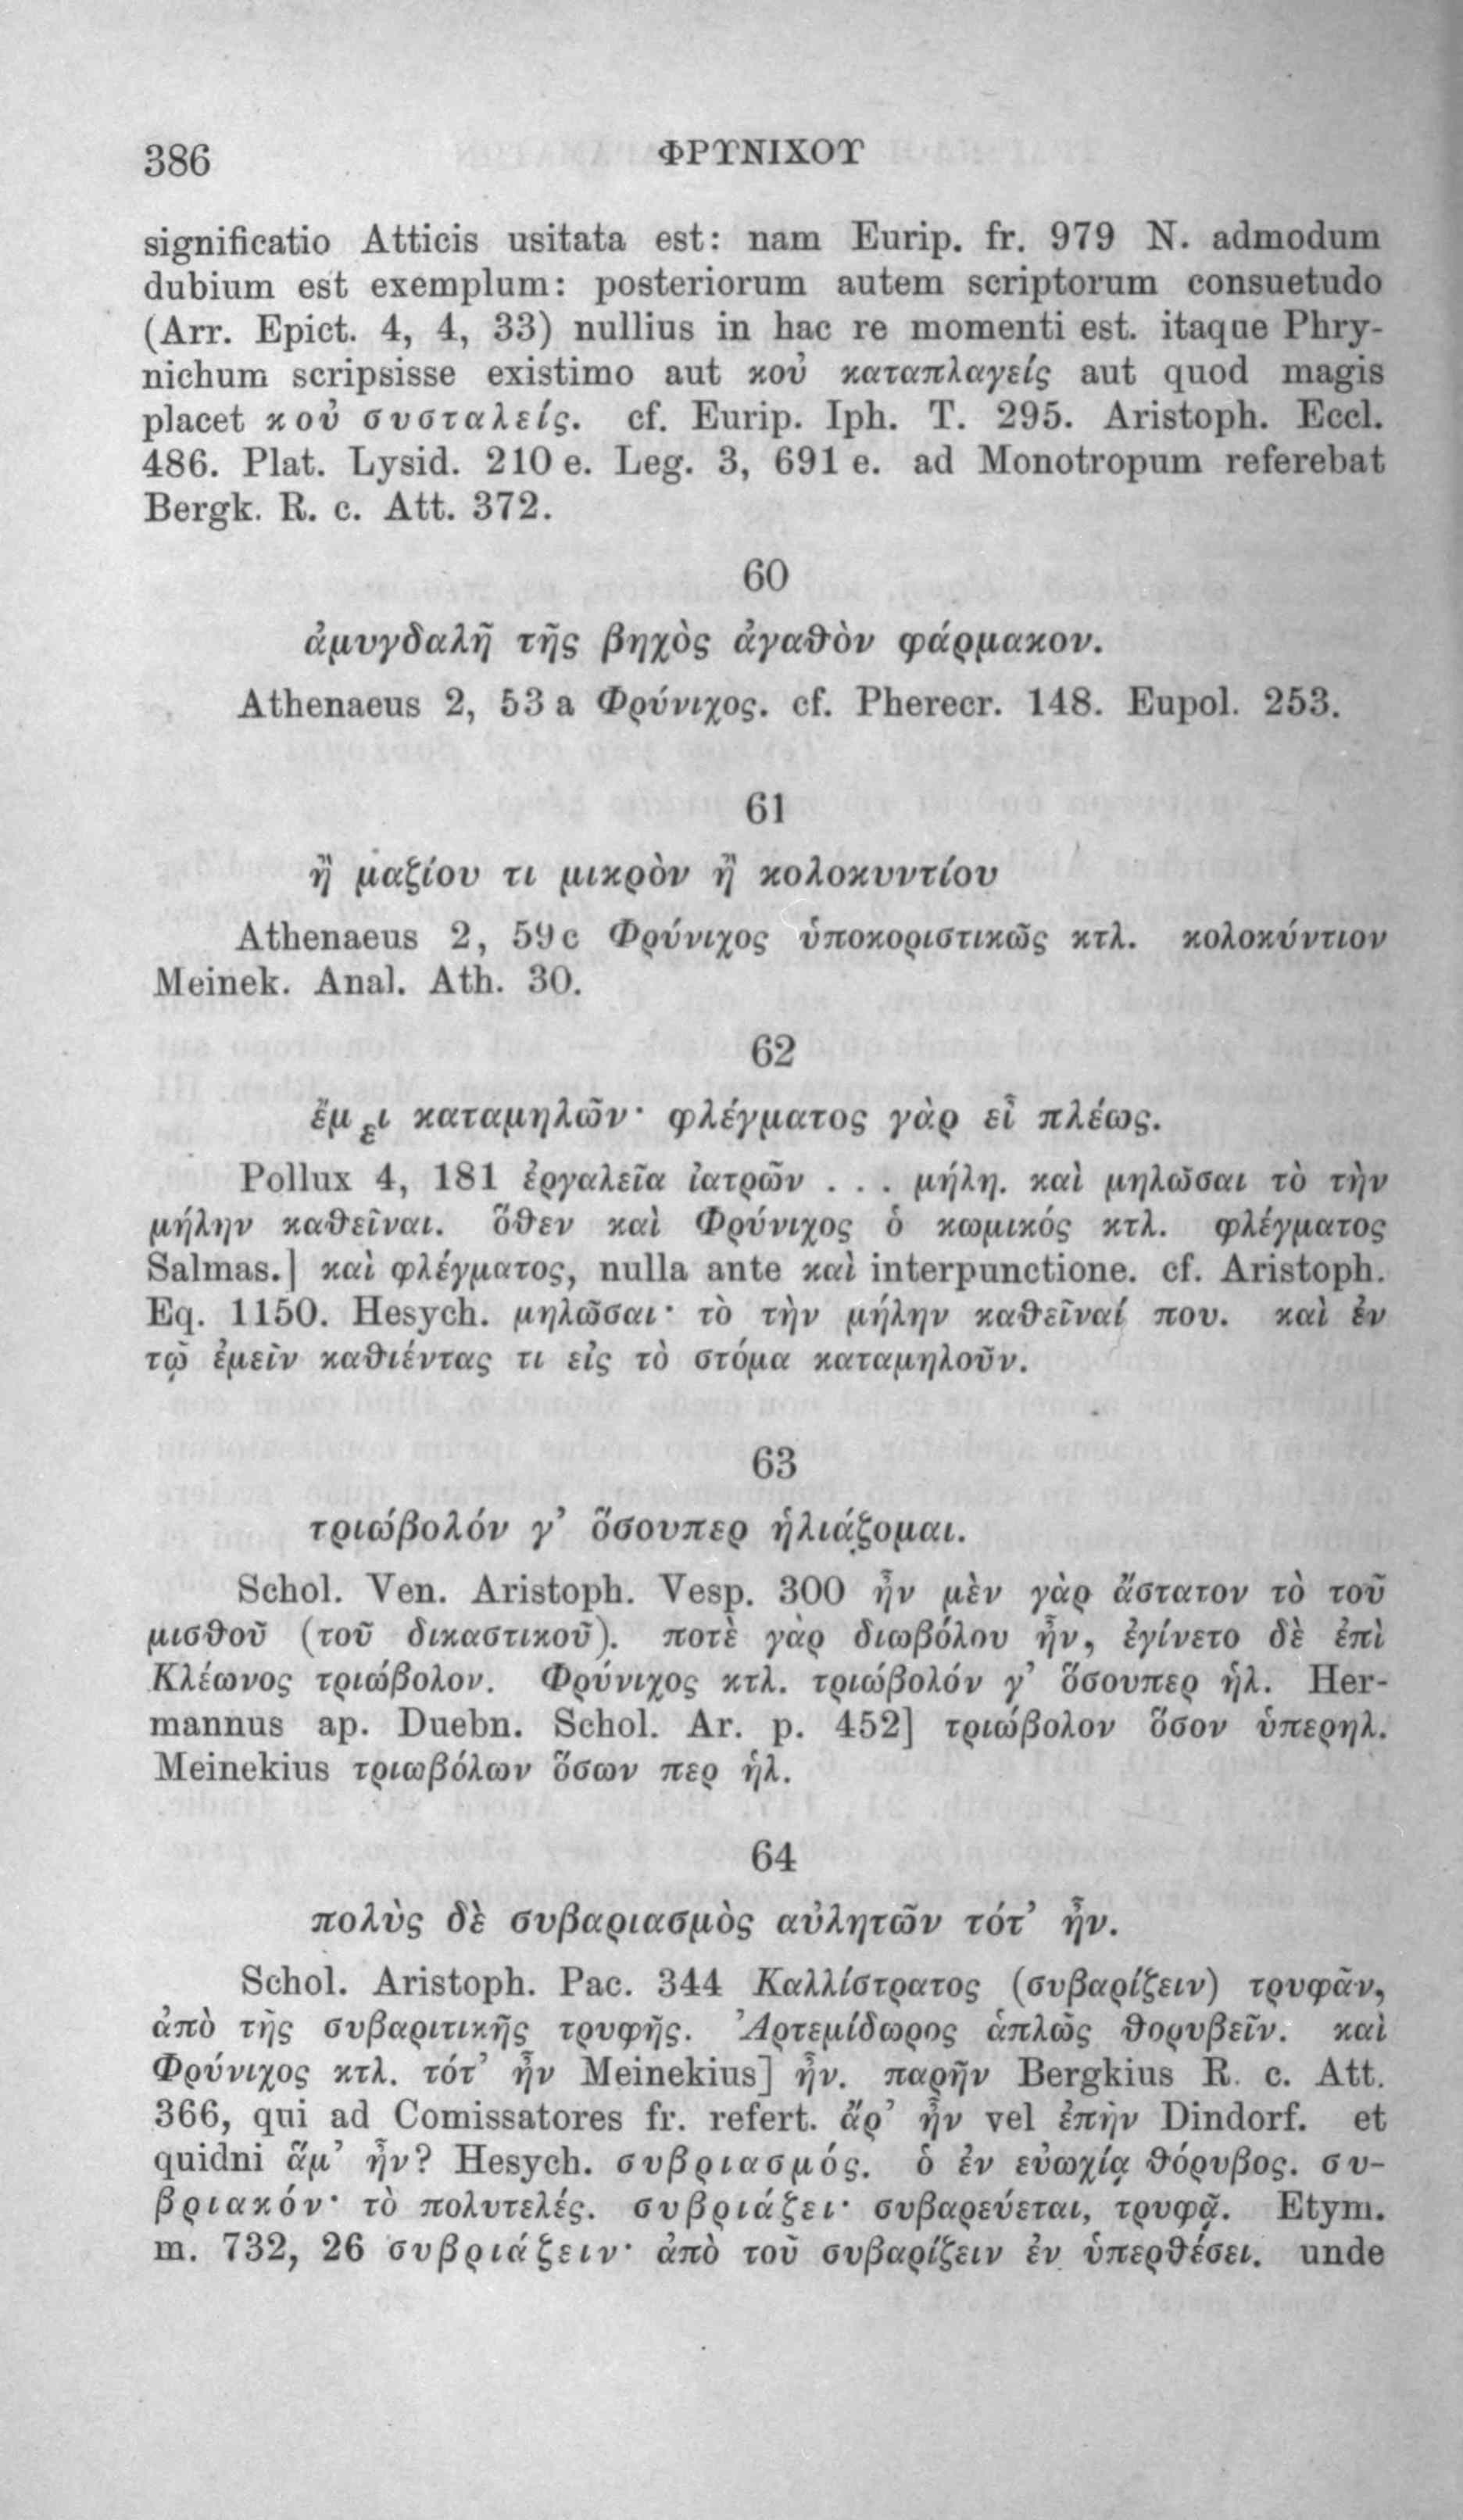 386
ΦΡΥΝΙΧΟΥ
significatio Atticis usitata est: nam Eurip. fr. 979 N. admodum
dubium est exemplum: posteriorum autem scriptorum consuetudo
(Arr. Epict. 4, 4, 33) nullius in hac re momenti est. itaque Phry-
nichum scripsisse existimo aut κοὐ καταπλαγείς aut quod magis
placet κοὐ συσταλείς. cf. Eurip. Iph. T. 295. Aristoph. Eccl.
486. Plat. Lysid. 210 e. Leg. 3, 691 e. ad Monotropum referebat
Bergk. R. c. Att. 372.
60
ἀμυγδαλῆ τῆς βηχὸς ἀγαθὸν φάρμακον.
Athenaeus 2, 53 a Φρύνιχος. cf. Pherecr. 148. Eupol. 253.
61
ἢ μαζίου τι μικρὸν ἢ κολοκυντίου
Athenaeus 2, 59 c Φρύνιχος ὑποκοριστικῶς κτλ. κολοκύντιον
Meinek. Anal. Ath. 30.
62
ἔμει καταμηλῶν· φλέγματος γὰρ εἶ πλέως.
Pollux 4, 181 ἐργαλεῖα ἰατρῶν . . . μήλη. καὶ μηλῶσαι τὸ τὴν
μήλην καθεῖναι. ὅθεν καὶ Φρύνιχος ὁ κωμικός κτλ. φλέγματος
Salmas.] καὶ φλέγματος, nulla ante καὶ interpunctione. cf. Aristoph.
Eq. 1150. Hesych. μηλῶσαι· τὸ τὴν μήλην καθεῖναί που. καὶ ἐν
τῷ ἐμεῖν καθιέντας τι εἰς τὸ στόμα καταμηλοῦν.
63
τριώβολόν γ’ ὅσουπερ ἡλιάζομαι.
Schol. Ven. Aristoph. Vesp. 300 ἦν μὲν γὰρ ἄστατον τὸ τοῦ
μισθοῦ (τοῦ δικαστικοῦ). ποτὲ γὰρ διωβόλου ἦν, ἐγίνετο δὲ ἐπὶ
Κλέωνος τριώβολον. Φρύνιχος κτλ. τριώβολόν γ’ ὅσουπερ ἡλ. Her-
mannus ap. Duebn. Schol. Ar. p. 452] τριώβολον ὅσον ὑπερηλ.
Meinekius τριωβόλων ὅσων περ ἡλ.
64
πολὺς δὲ συβαριασμὸς αὐλητῶν τότ’ ἦν.
Schol. Aristoph. Pac. 344 Καλλίστρατος (συβαρίζειν) τρυφᾶν,
ἀπὸ τῆς συβαριτικῆς τρυφῆς. Ἀρτεμίδωρος ἁπλῶς θορυβεῖν. καὶ
Φρύνιχος κτλ. τότ’ ἦν Meinekius] ἦν. παρῆν Bergkius R. c. Att.
366, qui ad Comissatores fr. refert. ἄρ’ ἦν vel ἐπὴν Dindorf. et
quidni ἅμ’ ἦν? Hesych. συβριασμός. ὁ ἐν εὐωχίᾳ θόρυβος. συ-
βριακόν· τὸ πολυτελές. συβριάζει· συβαρεύεται, τρυφᾷ. Etym.
m. 732, 26 συβριάζειν· ἀπὸ τοῦ συβαρίζειν ἐν ὑπερθέσει. unde